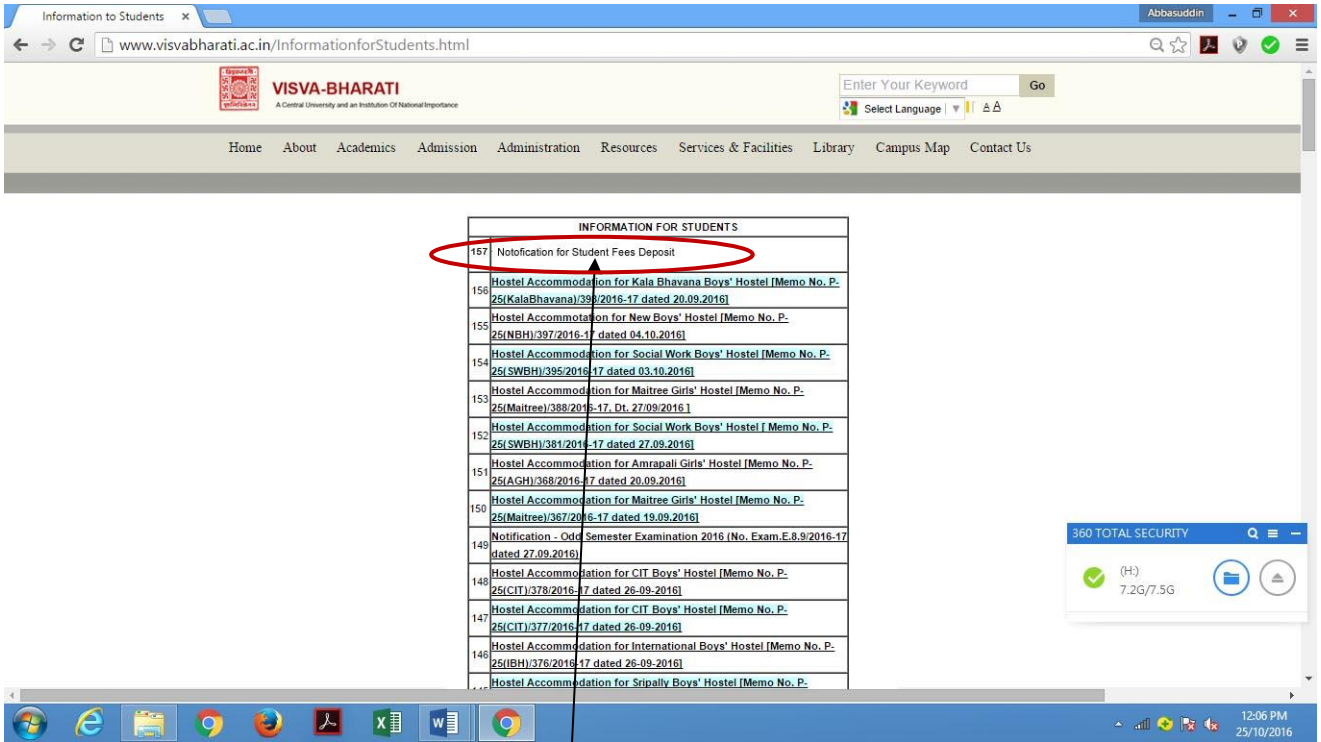 Information to Students
Abbasuddin
www.visvabharati.ac.in/InformationforStudents.html
VISVA-BHARATI
A Central University and an Institution Of National Importance
Enter Your Keyword Go
Select Language A A
Home About Academics Admission Administration Resources Services & Facilities Library Campus Map Contact Us
INFORMATION FOR STUDENTS
157 Notofication for Student Fees Deposit
156 Hostel Accommodation for Kala Bhavana Boys' Hostel [Memo No. P-
25(KalaBhavana)/393/2016-17 dated 20.09.2016]
155 Hostel Accommotation for New Boys' Hostel [Memo No. P-
25(NBH)/397/2016-17 dated 04.10.2016]
154 Hostel Accommodation for Social Work Boys' Hostel [Memo No. P-
25(SWBH)/395/2016-17 dated 03.10.2016]
153 Hostel Accommodation for Maitree Girls' Hostel [Memo No. P-
25(Maitree)/388/2016-17, Dt. 27/09/2016 ]
152 Hostel Accommodation for Social Work Boys' Hostel [ Memo No. P-
25(SWBH)/381/2016-17 dated 27.09.2016]
151 Hostel Accommodation for Amrapali Girls' Hostel [Memo No. P-
25(AGH)/368/2016-17 dated 20.09.2016]
150 Hostel Accommodation for Maitree Girls' Hostel [Memo No. P-
25(Maitree)/367/2016-17 dated 19.09.2016]
149 Notification - Odd Semester Examination 2016 (No. Exam.E.8.9/2016-17
dated 27.09.2016)
148 Hostel Accommodation for CIT Boys' Hostel [Memo No. P-
25(CIT)/378/2016-17 dated 26-09-2016]
147 Hostel Accommodation for CIT Boys' Hostel [Memo No. P-
25(CIT)/377/2016-17 dated 26-09-2016]
146 Hostel Accommodation for International Boys' Hostel [Memo No. P-
25(IBH)/376/2016-17 dated 26-09-2016]
Hostel Accommodation for Sripally Boys' Hostel [Memo No. P-
360 TOTAL SECURITY
(H:)
7.2G/7.5G
12:06 PM
25/10/2016